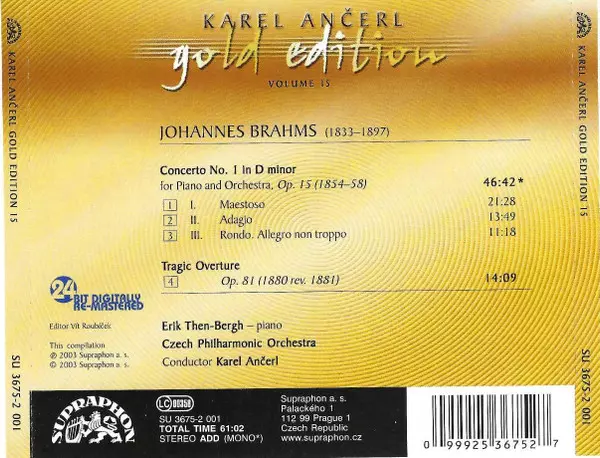 KAREL ANČERL
gold edition
VOLUME 15
KAREL ANČERL GOLD EDITION 15
SU 3675-2 001
JOHANNES BRAHMS (1833–1897)
Concerto No. 1 in D minor
for Piano and Orchestra, Op. 15 (1854–58) 46:42*
1 I. Maestoso 21:28
2 II. Adagio 13:49
3 III. Rondo. Allegro non troppo 11:18
Tragic Overture
4 Op. 81 (1880 rev. 1881) 14:09
24 BIT DIGITALLY
RE-MASTERED
Editor Vít Roubíček
This compilation
℗ 2003 Supraphon a. s.
© 2003 Supraphon a. s.
Erik Then-Bergh – piano
Czech Philharmonic Orchestra
Conductor Karel Ančerl
SUPRAPHON
LC 00358
SU 3675-2 001
TOTAL TIME 61:02
STEREO ADD (MONO*)
Supraphon a. s.
Palackého 1
112 99 Prague 1
Czech Republic
www.supraphon.cz
0 99925 36752 7
KAREL ANČERL GOLD EDITION 15
SU 3675-2 001